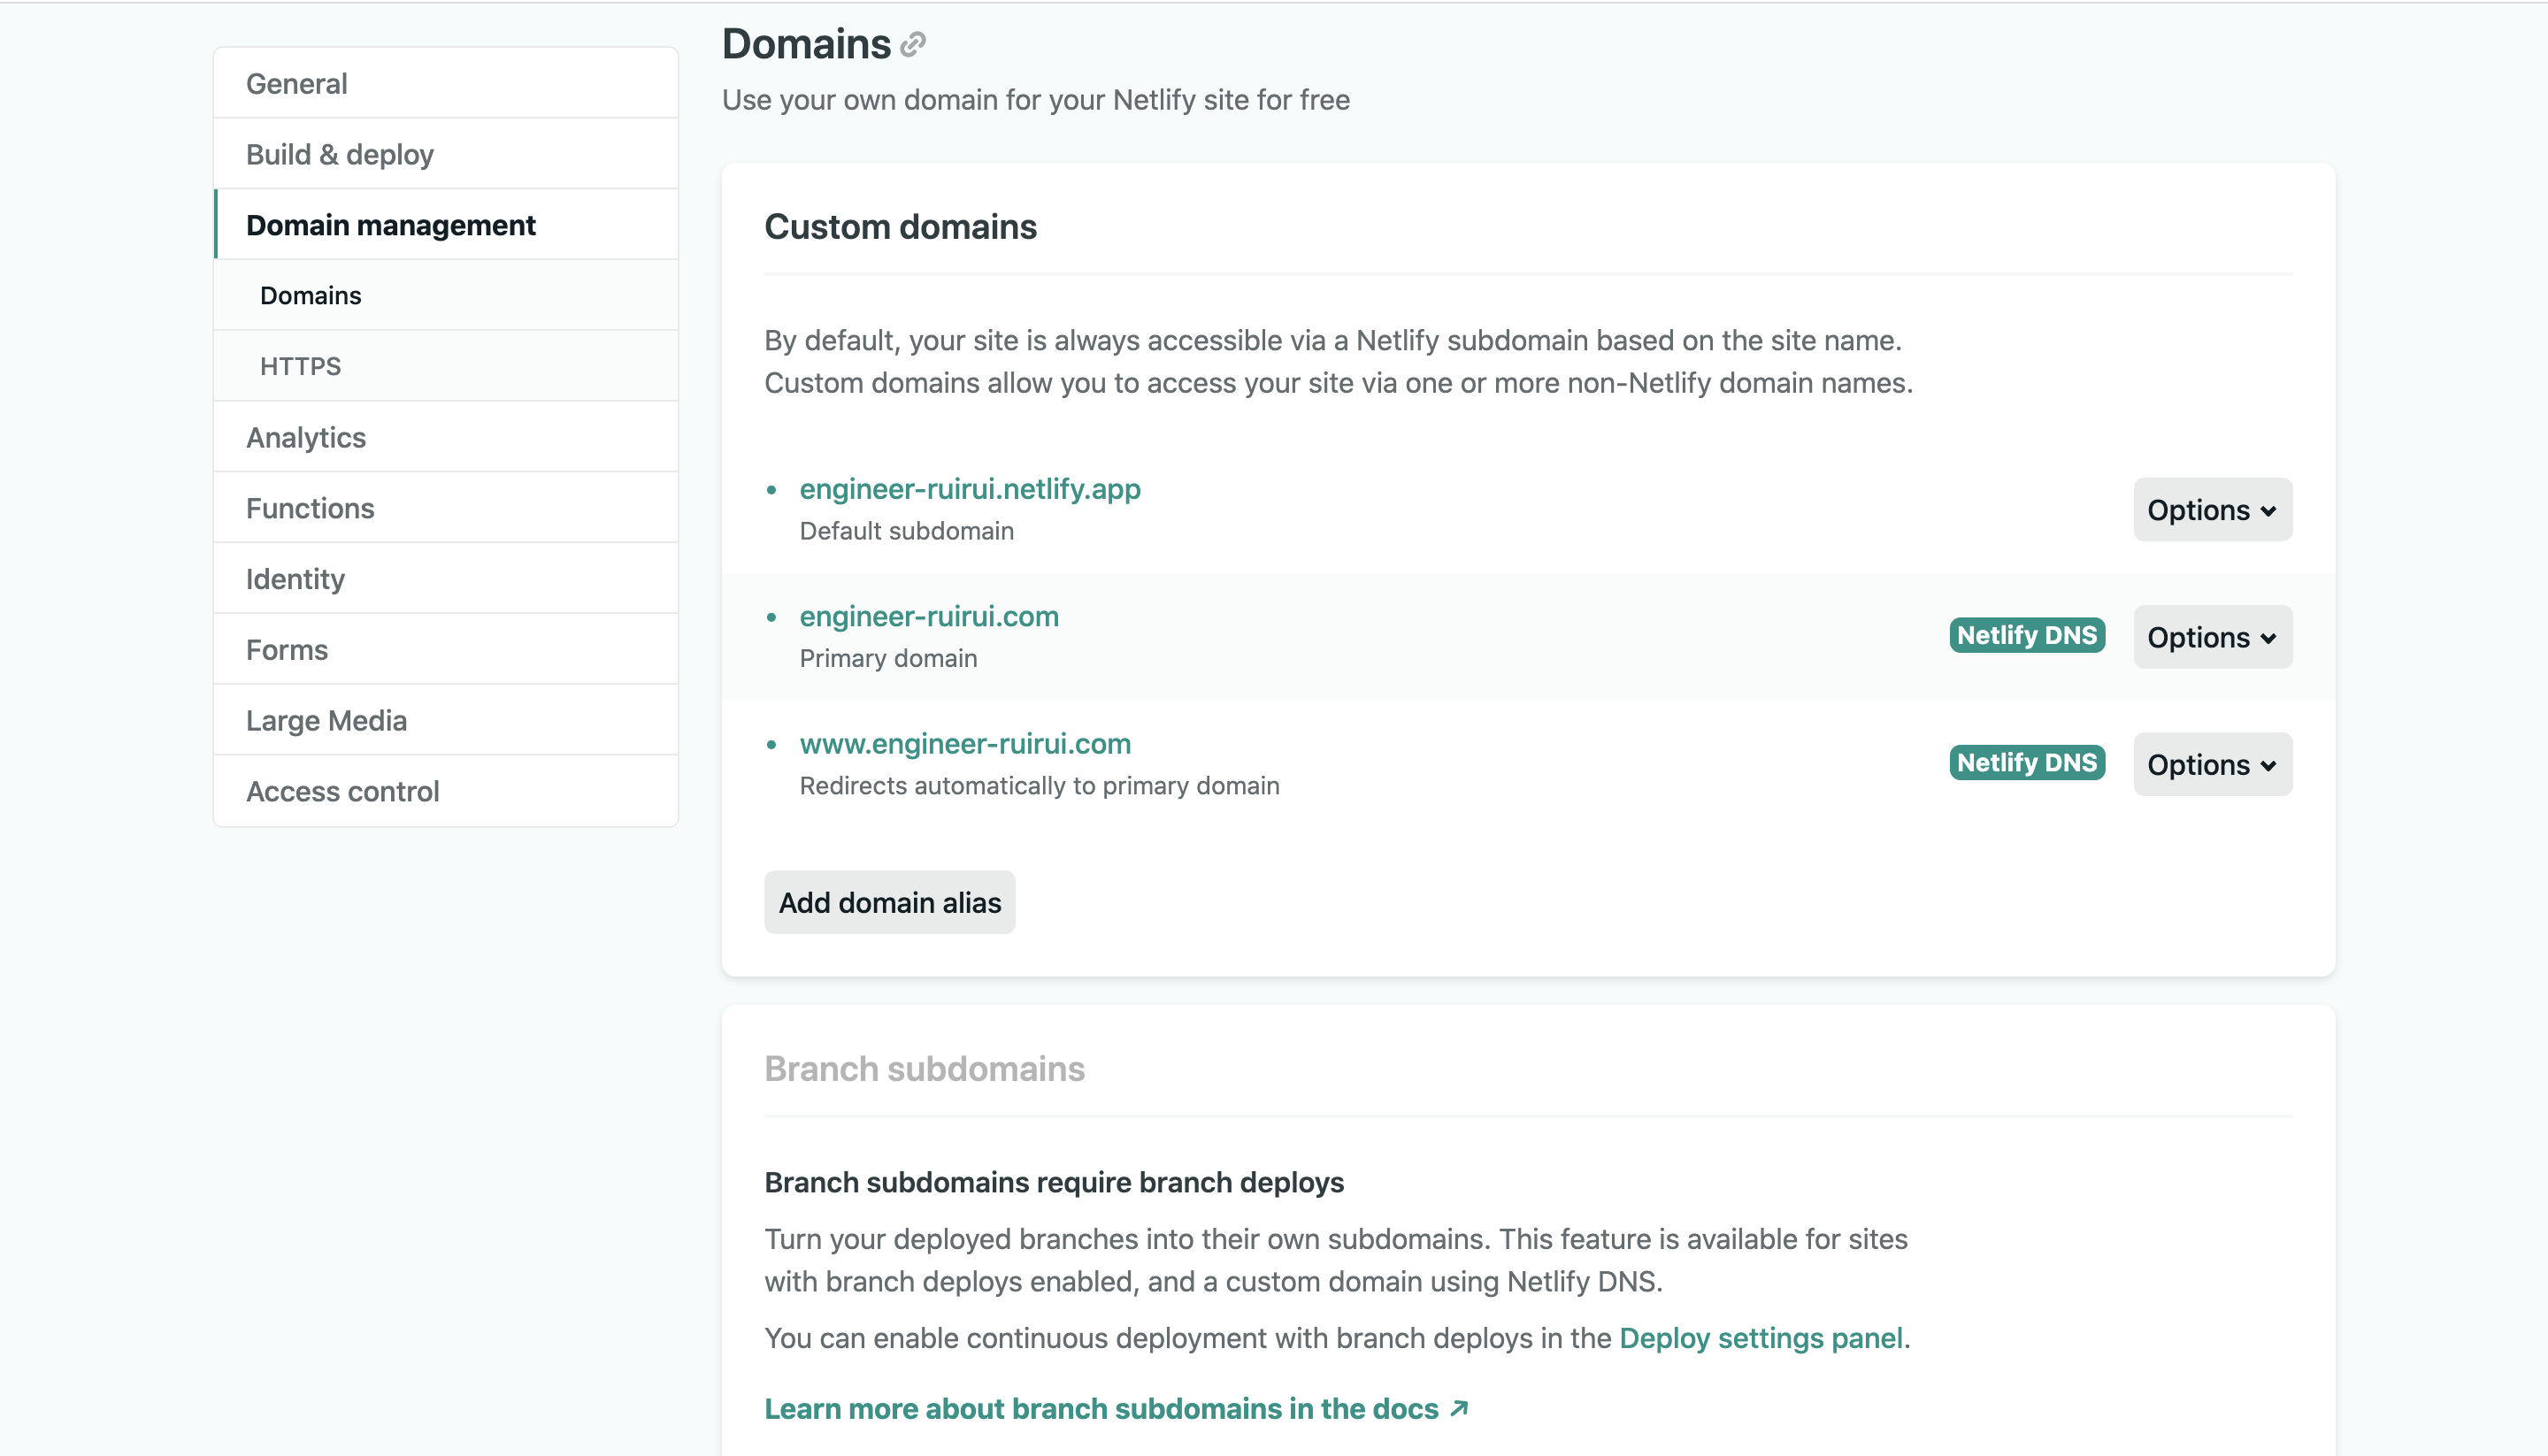 General
Build & deploy
Domain management
Domains
HTTPS
Analytics
Functions
Identity
Forms
Large Media
Access control
Domains
Use your own domain for your Netlify site for free
Custom domains
By default, your site is always accessible via a Netlify subdomain based on the site name.
Custom domains allow you to access your site via one or more non-Netlify domain names.
engineer-ruirui.netlify.app
Default subdomain
Options
engineer-ruirui.com
Primary domain
Netlify DNS
Options
www.engineer-ruirui.com
Redirects automatically to primary domain
Netlify DNS
Options
Add domain alias
Branch subdomains
Branch subdomains require branch deploys
Turn your deployed branches into their own subdomains. This feature is available for sites
with branch deploys enabled, and a custom domain using Netlify DNS.
You can enable continuous deployment with branch deploys in the Deploy settings panel.
Learn more about branch subdomains in the docs ↗